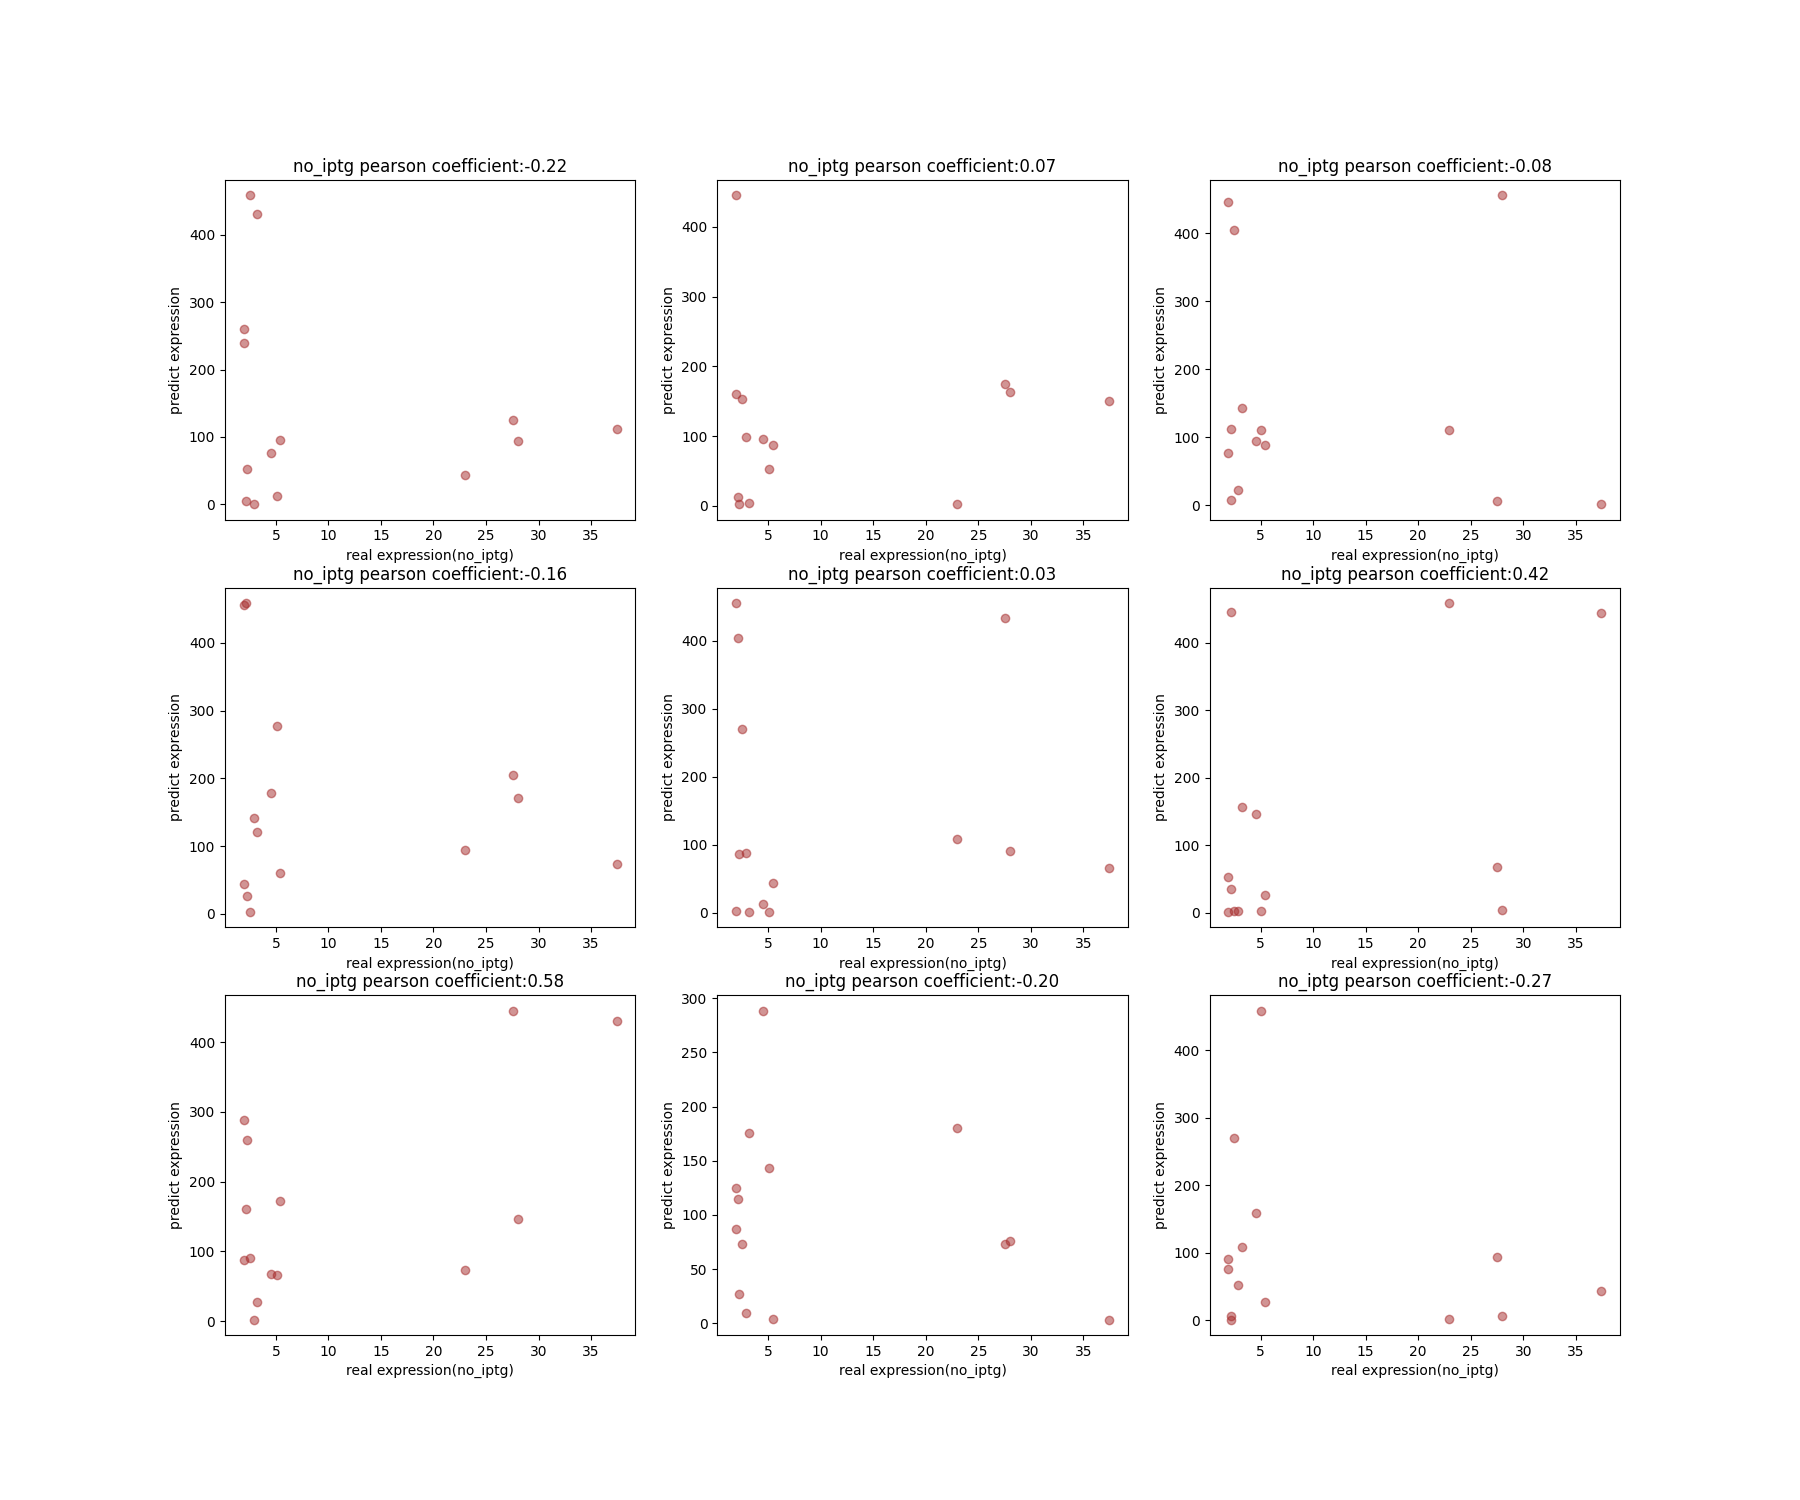 no_iptg pearson coefficient:-0.22
no_iptg pearson coefficient:0.07
no_iptg pearson coefficient:-0.08
predict expression
400
300
200
100
0
5 10 15 20 25 30 35
real expression(no_iptg)
predict expression
400
300
200
100
0
5 10 15 20 25 30 35
real expression(no_iptg)
predict expression
400
300
200
100
0
5 10 15 20 25 30 35
real expression(no_iptg)
no_iptg pearson coefficient:-0.16
no_iptg pearson coefficient:0.03
no_iptg pearson coefficient:0.42
predict expression
400
300
200
100
0
5 10 15 20 25 30 35
real expression(no_iptg)
predict expression
400
300
200
100
0
5 10 15 20 25 30 35
real expression(no_iptg)
predict expression
400
300
200
100
0
5 10 15 20 25 30 35
real expression(no_iptg)
no_iptg pearson coefficient:0.58
no_iptg pearson coefficient:-0.20
no_iptg pearson coefficient:-0.27
predict expression
400
300
200
100
0
5 10 15 20 25 30 35
real expression(no_iptg)
predict expression
300
250
200
150
100
50
0
5 10 15 20 25 30 35
real expression(no_iptg)
predict expression
400
300
200
100
0
5 10 15 20 25 30 35
real expression(no_iptg)